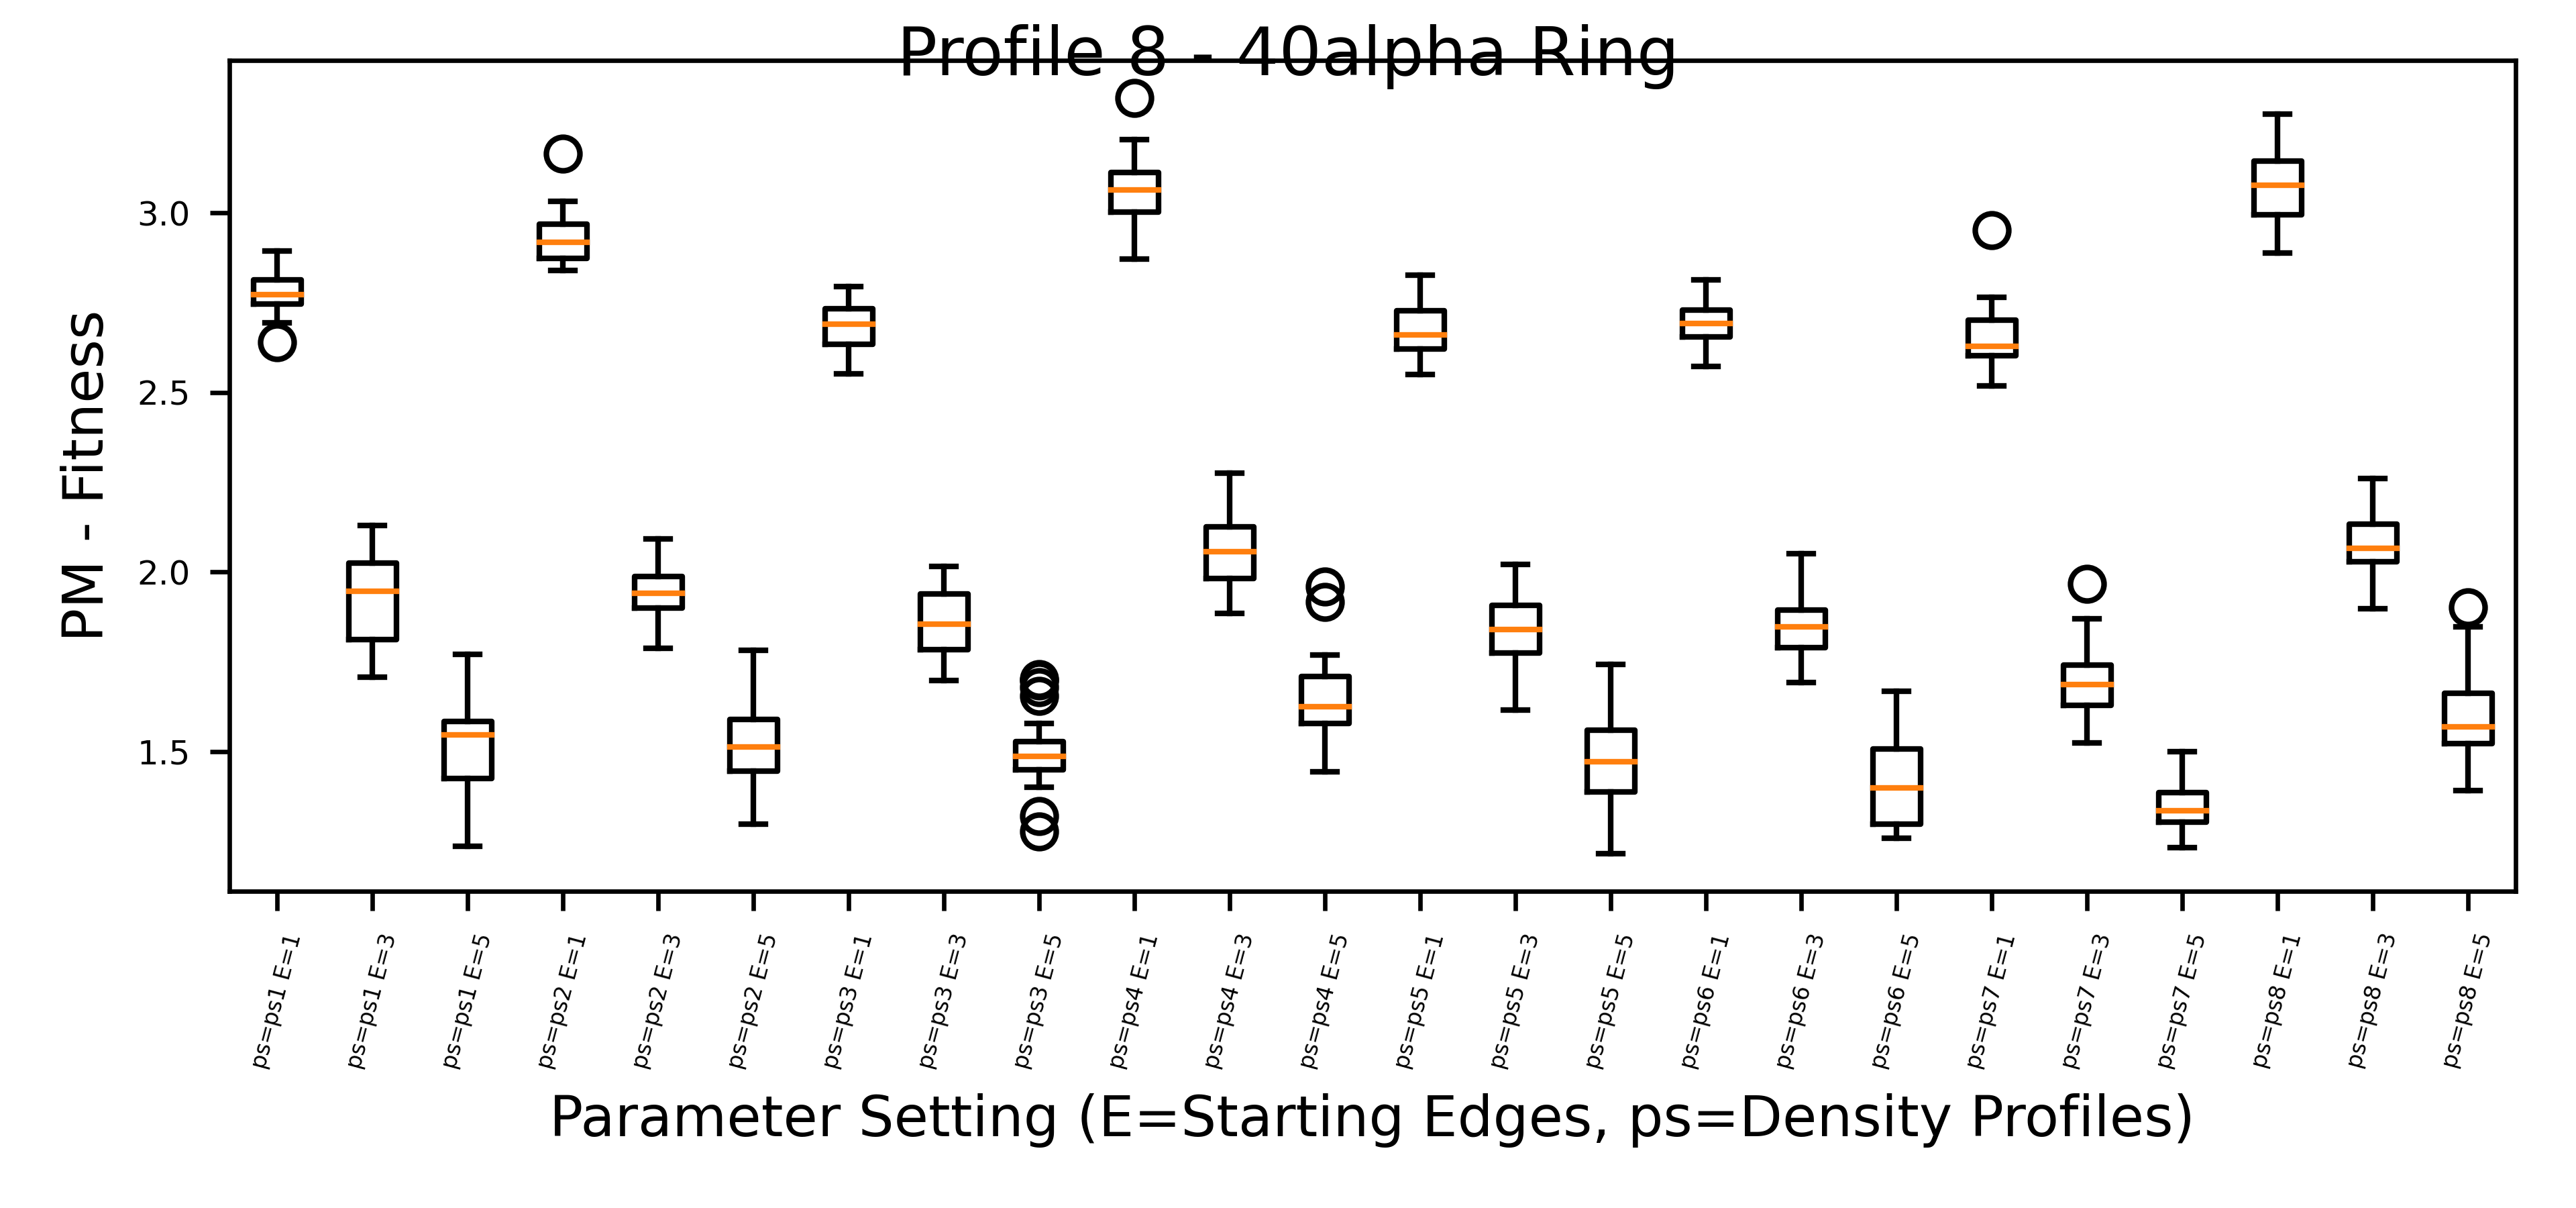 Profile 8 - 40alpha Ring
PM - Fitness
3.0
2.5
2.0
1.5
ps=ps1 E=1
ps=ps1 E=3
ps=ps1 E=5
ps=ps2 E=1
ps=ps2 E=3
ps=ps2 E=5
ps=ps3 E=1
ps=ps3 E=3
ps=ps3 E=5
ps=ps4 E=1
ps=ps4 E=3
ps=ps4 E=5
ps=ps5 E=1
ps=ps5 E=3
ps=ps5 E=5
ps=ps6 E=1
ps=ps6 E=3
ps=ps6 E=5
ps=ps7 E=1
ps=ps7 E=3
ps=ps7 E=5
ps=ps8 E=1
ps=ps8 E=3
ps=ps8 E=5
Parameter Setting (E=Starting Edges, ps=Density Profiles)